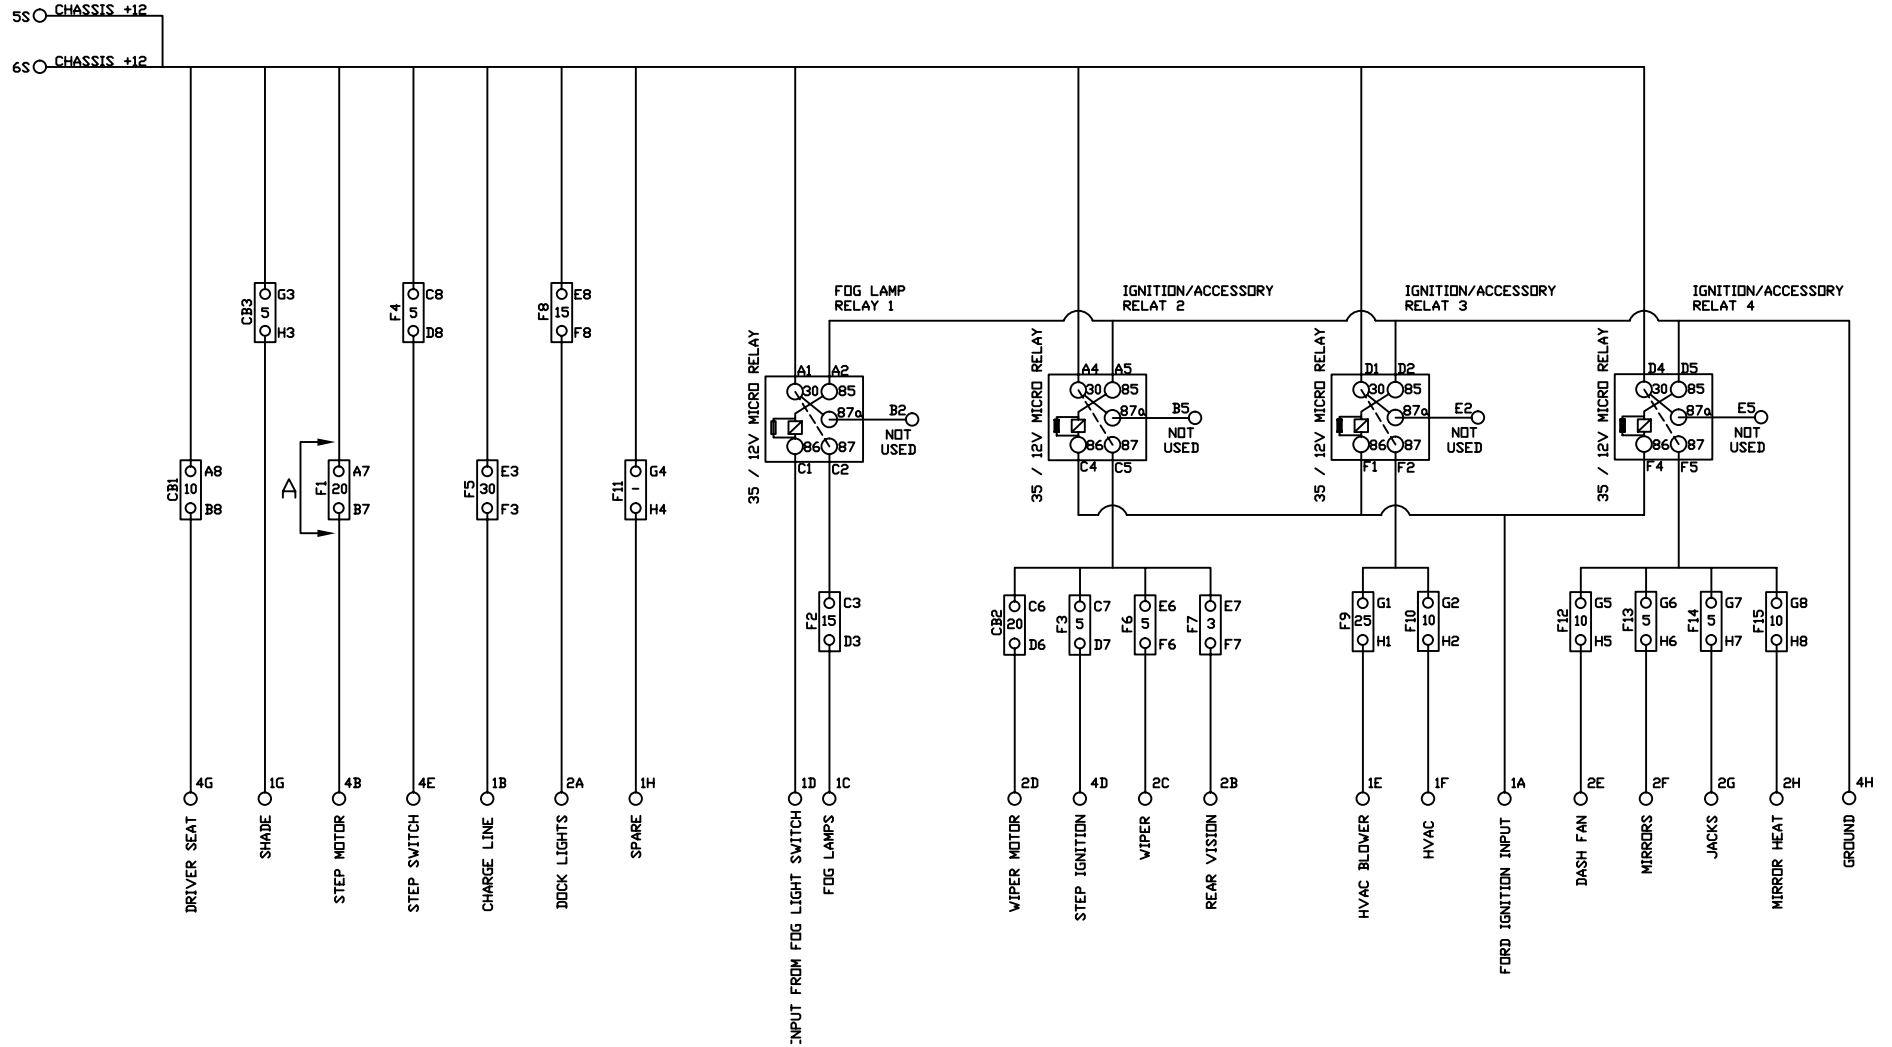 5S CHASSIS +12
6S CHASSIS +12
FOG LAMP
RELAY 1
IGNITION/ACCESSORY
RELAT 2
IGNITION/ACCESSORY
RELAT 3
IGNITION/ACCESSORY
RELAT 4
CB3 G3 5 H3
F4 C8 5 D8
F8 E8 15 F8
CB1 A8 10 B8
A
F1 A7 20 B7
F5 E3 30 F3
F11 G4 - H4
35 / 12V MICRO RELAY
A1 A2
30 85
87a B2
NOT
USED
86 87
C1 C2
35 / 12V MICRO RELAY
A4 A5
30 85
87a B5
NOT
USED
86 87
C4 C5
35 / 12V MICRO RELAY
D1 D2
30 85
87a E2
NOT
USED
86 87
F1 F2
35 / 12V MICRO RELAY
D4 D5
30 85
87a E5
NOT
USED
86 87
F4 F5
F2 C3 15 D3
CB2 C6 20 D6
F3 C7 5 D7
F6 E6 5 F6
F7 E7 3 F7
F9 G1 25 H1
F10 G2 10 H2
F12 G5 10 H5
F13 G6 5 H6
F14 G7 5 H7
F15 G8 10 H8
4G DRIVER SEAT
1G SHADE
4B STEP MOTOR
4E STEP SWITCH
1B CHARGE LINE
2A DOCK LIGHTS
1H SPARE
1D INPUT FROM FOG LIGHT SWITCH
1C FOG LAMPS
2D WIPER MOTOR
4D STEP IGNITION
2C WIPER
2B REAR VISION
1E HVAC BLOWER
1F HVAC
1A FORD IGNITION INPUT
2E DASH FAN
2F MIRRORS
2G JACKS
2H MIRROR HEAT
4H GROUND